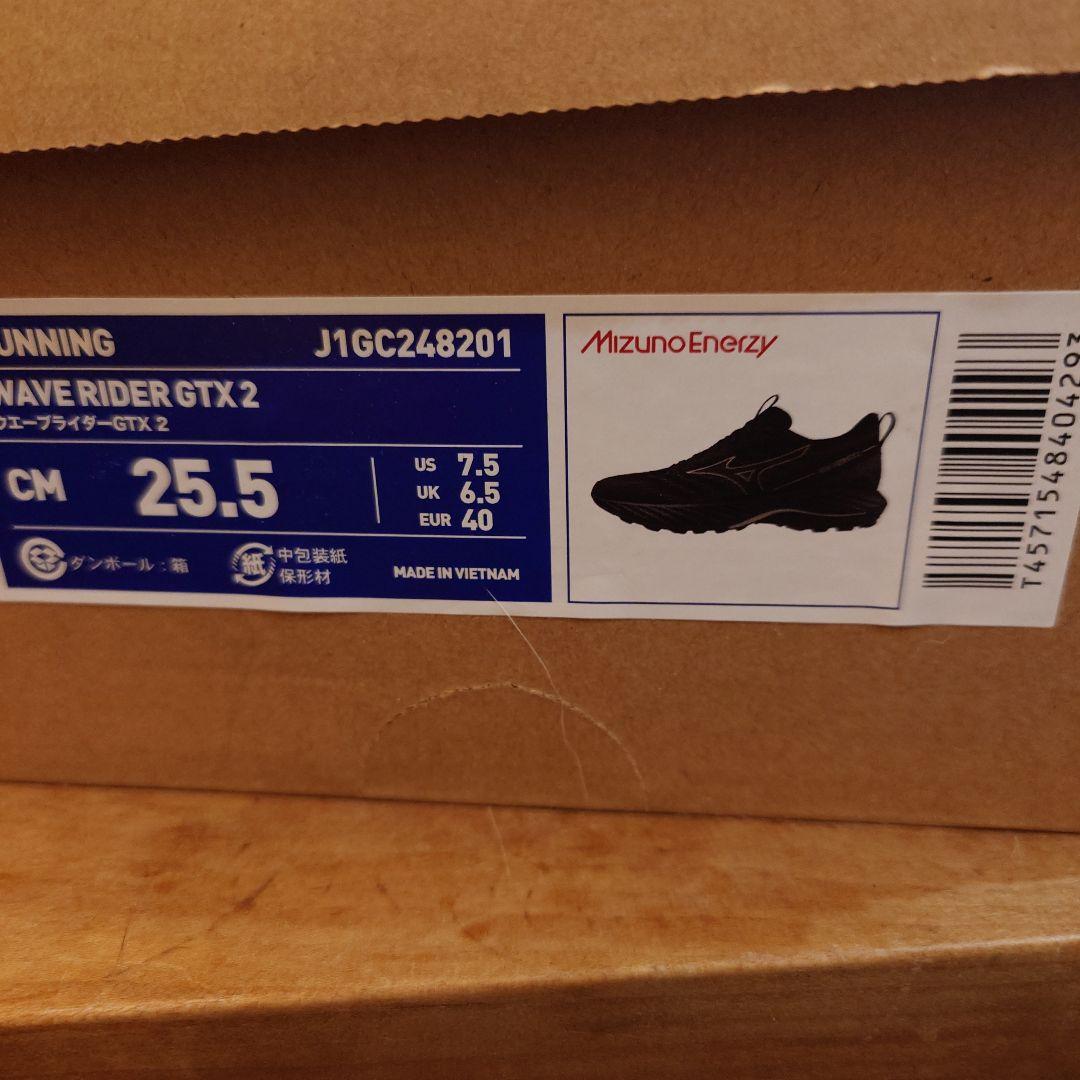 UNNING J1GC248201
WAVE RIDER GTX 2
ウエーブライダーGTX 2
CM 25.5
US 7.5
UK 6.5
EUR 40
ダンボール：箱
紙 中包装紙
保形材
MADE IN VIETNAM
MizunoEnerzy
T4571548404293